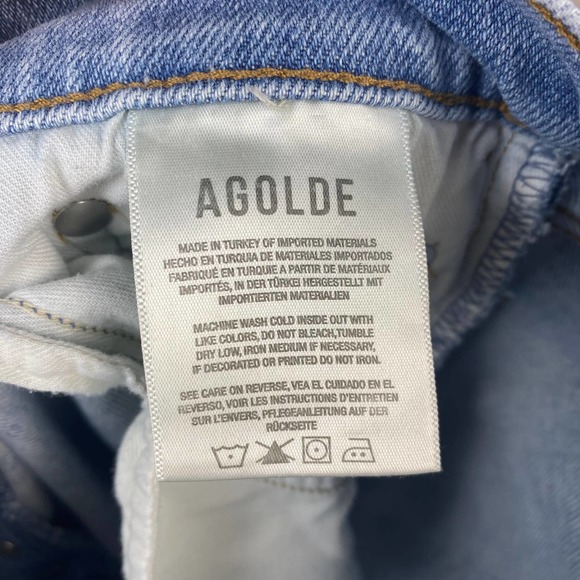 AGOLDE
MADE IN TURKEY OF IMPORTED MATERIALS
HECHO EN TURQUIA DE MATERIALES IMPORTADOS
FABRIQUÉ EN TURQUIE A PARTIR DE MATÉRIAUX
IMPORTÉS, IN DER TÜRKEI HERGESTELLT MIT
IMPORTIERTEN MATERIALIEN
MACHINE WASH COLD INSIDE OUT WITH
LIKE COLORS, DO NOT BLEACH,TUMBLE
DRY LOW, IRON MEDIUM IF NECESSARY,
IF DECORATED OR PRINTED DO NOT IRON.
SEE CARE ON REVERSE, VEA EL CUIDADO EN EL
REVERSO, VOIR LES INSTRUCTIONS D'ENTRETIEN
SUR L'ENVERS, PFLEGEANLEITUNG AUF DER
RÜCKSEITE